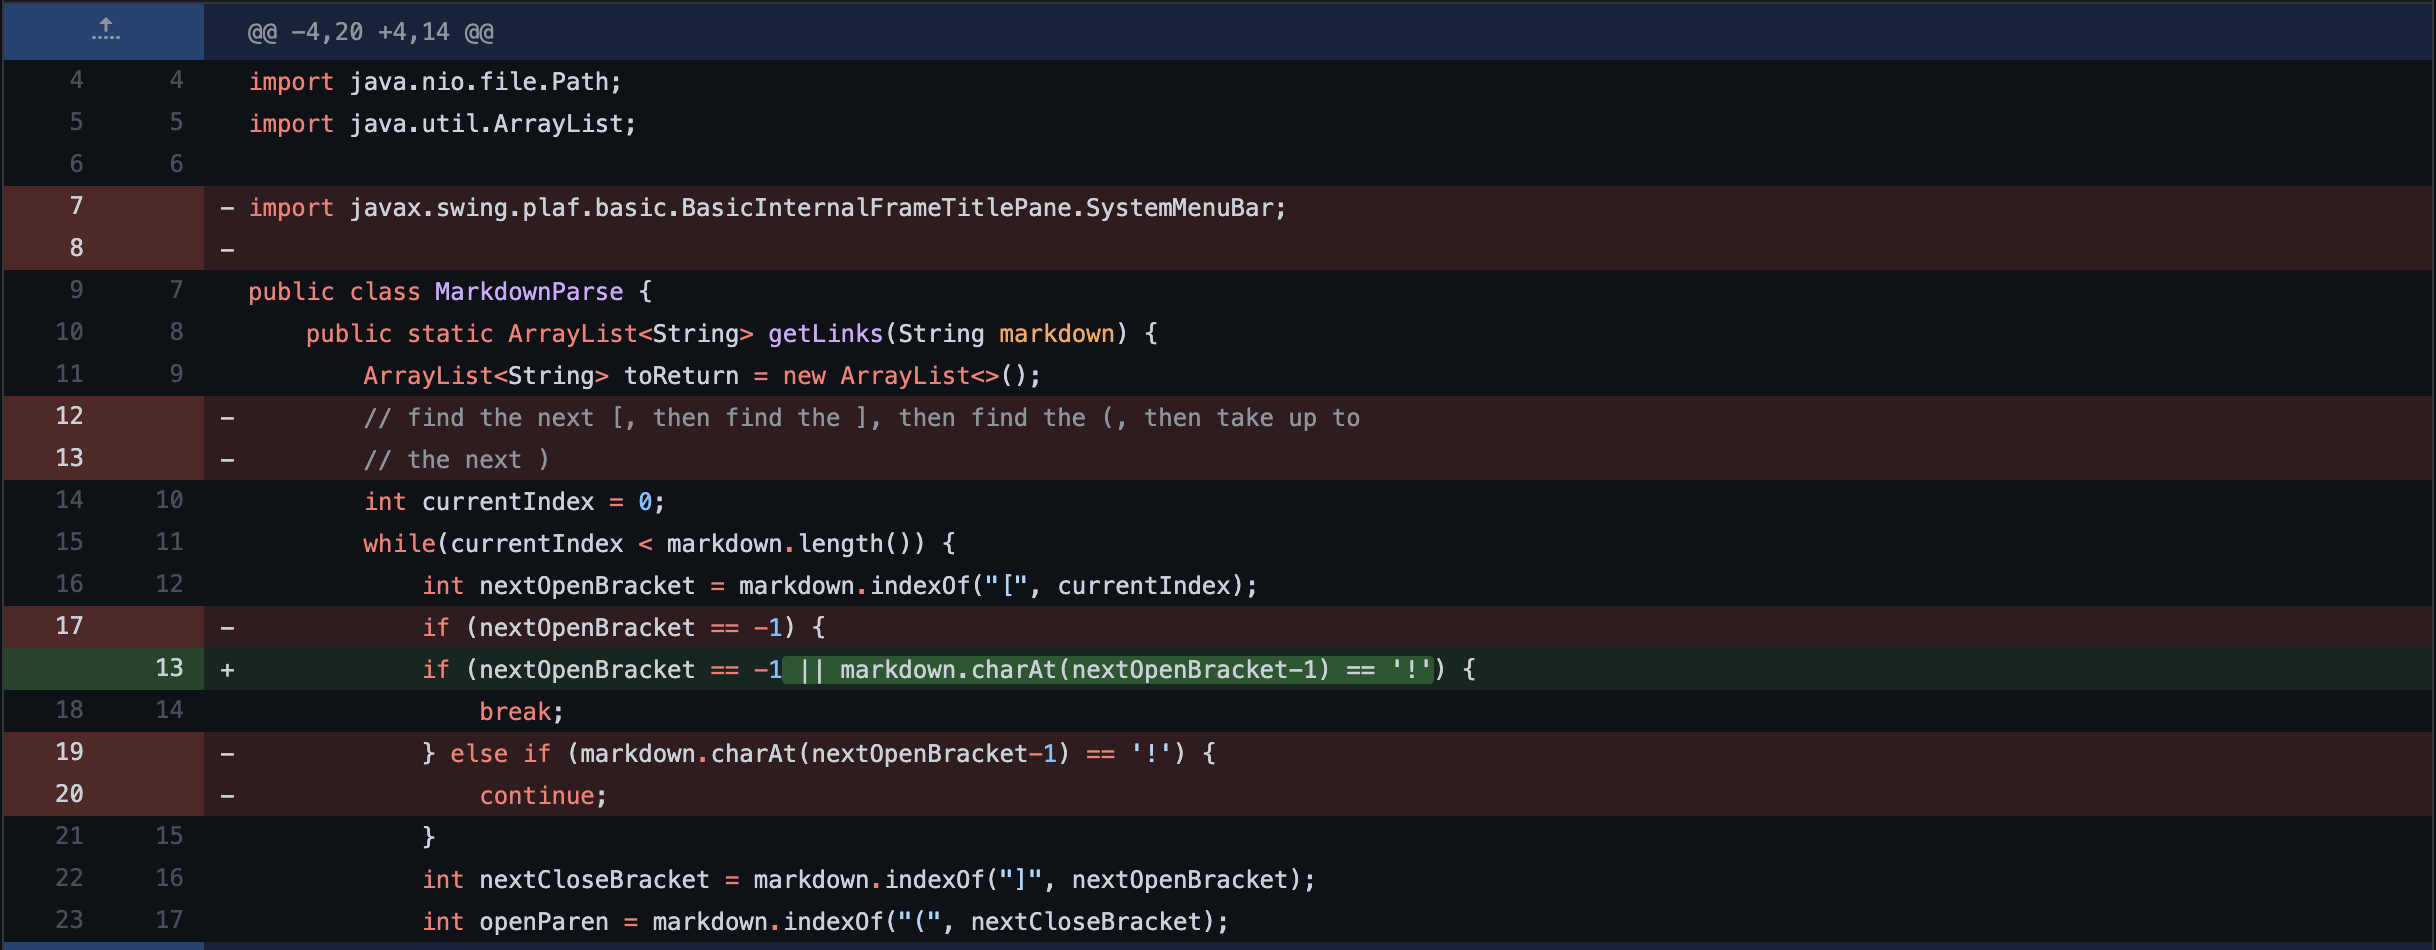 @@ -4,20 +4,14 @@
4 4 import java.nio.file.Path;
5 5 import java.util.ArrayList;
6 6
7 - import javax.swing.plaf.basic.BasicInternalFrameTitlePane.SystemMenuBar;
8 -
9 7 public class MarkdownParse {
10 8 public static ArrayList<String> getLinks(String markdown) {
11 9 ArrayList<String> toReturn = new ArrayList<>();
12 - // find the next [, then find the ], then find the (, then take up to
13 - // the next )
14 10 int currentIndex = 0;
15 11 while(currentIndex < markdown.length()) {
16 12 int nextOpenBracket = markdown.indexOf("[", currentIndex);
17 - if (nextOpenBracket == -1) {
13 + if (nextOpenBracket == -1 || markdown.charAt(nextOpenBracket-1) == '!') {
18 14 break;
19 - } else if (markdown.charAt(nextOpenBracket-1) == '!') {
20 - continue;
21 15 }
22 16 int nextCloseBracket = markdown.indexOf("]", nextOpenBracket);
23 17 int openParen = markdown.indexOf("(", nextCloseBracket);